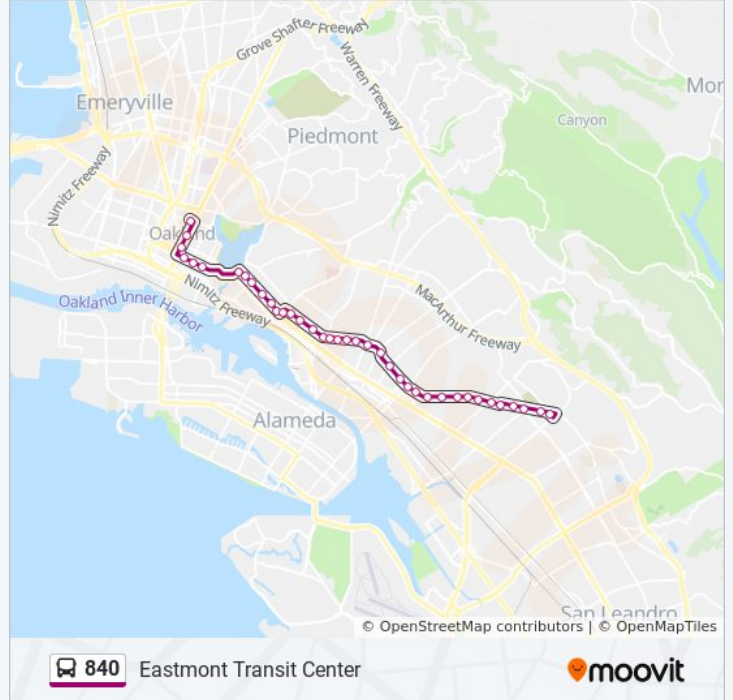 Grove Shafter Freeway
Warren Freeway
Mor
Emeryville
Canyon
Piedmont
Nimitz Freeway
Oakland
Nimitz Freeway
MacArthur Freeway
Oakland Inner Harbor
Alameda
San Leandro
© OpenStreetMap contributors | © OpenMapTiles
840 Eastmont Transit Center
moovit